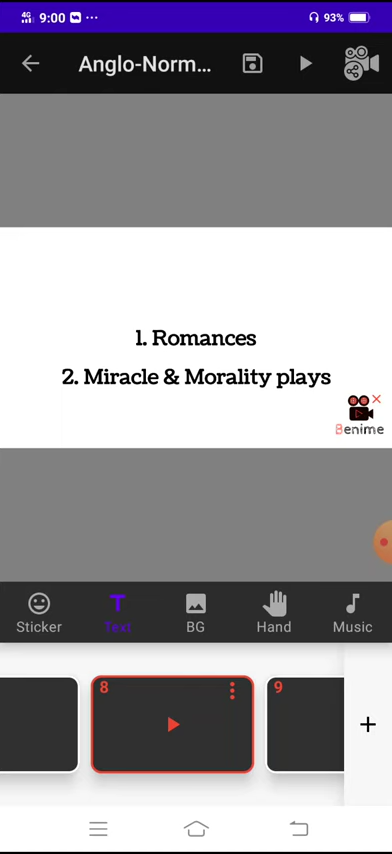 4G 9:00 93%
Anglo-Norm...
1. Romances
2. Miracle & Morality plays
Benime
Sticker Text BG Hand Music
8 9